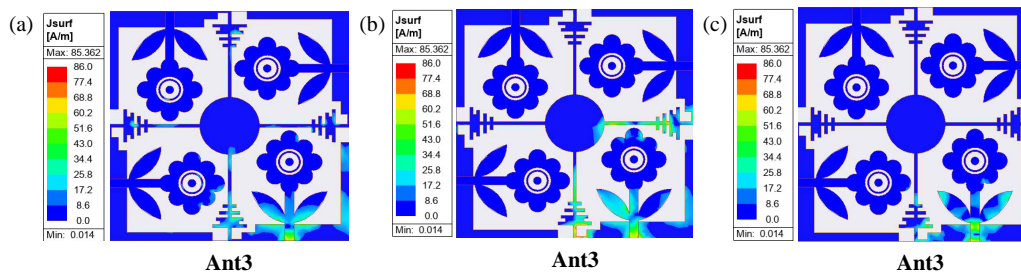 (a)
Jsurf
[A/m]
Max: 85.362
86.0
77.4
68.8
60.2
51.6
43.0
34.4
25.8
17.2
8.6
0.0
Min: 0.014
Ant3
(b)
Jsurf
[A/m]
Max: 85.362
86.0
77.4
68.8
60.2
51.6
43.0
34.4
25.8
17.2
8.6
0.0
Min: 0.014
Ant3
(c)
Jsurf
[A/m]
Max: 85.362
86.0
77.4
68.8
60.2
51.6
43.0
34.4
25.8
17.2
8.6
0.0
Min: 0.014
Ant3